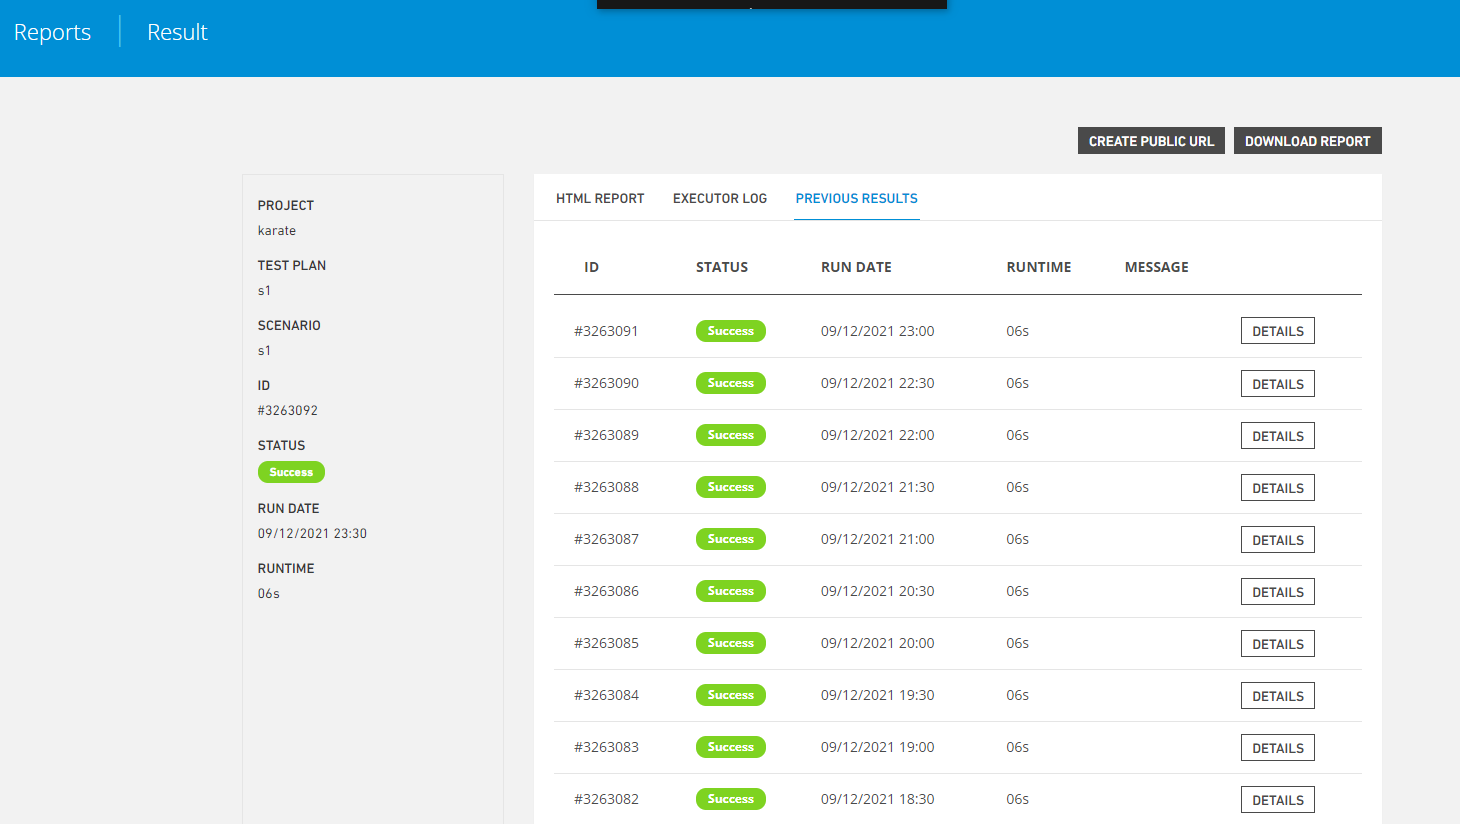 Reports
Result
CREATE PUBLIC URL
DOWNLOAD REPORT
PROJECT
karate
TEST PLAN
s1
SCENARIO
s1
ID
#3263092
STATUS
Success
RUN DATE
09/12/2021 23:30
RUNTIME
06s
HTML REPORT
EXECUTOR LOG
PREVIOUS RESULTS
ID STATUS RUN DATE RUNTIME MESSAGE
#3263091 Success 09/12/2021 23:00 06s DETAILS
#3263090 Success 09/12/2021 22:30 06s DETAILS
#3263089 Success 09/12/2021 22:00 06s DETAILS
#3263088 Success 09/12/2021 21:30 06s DETAILS
#3263087 Success 09/12/2021 21:00 06s DETAILS
#3263086 Success 09/12/2021 20:30 06s DETAILS
#3263085 Success 09/12/2021 20:00 06s DETAILS
#3263084 Success 09/12/2021 19:30 06s DETAILS
#3263083 Success 09/12/2021 19:00 06s DETAILS
#3263082 Success 09/12/2021 18:30 06s DETAILS